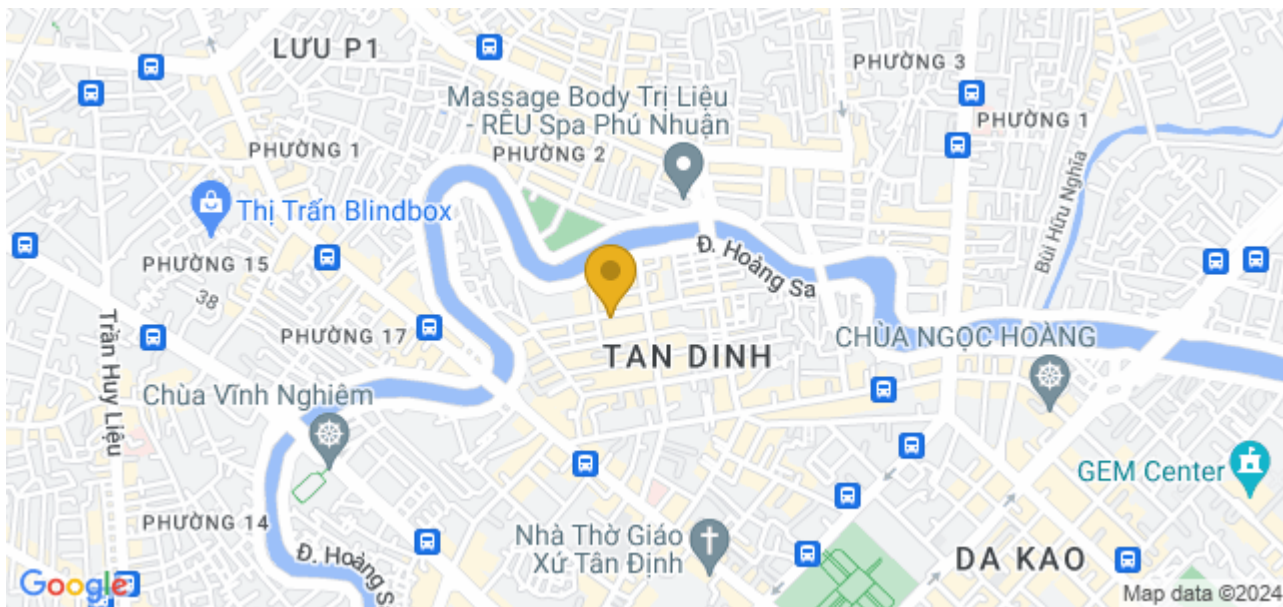 LƯU P1
PHƯỜNG 3
Massage Body Trị Liệu
- RÊU Spa Phú Nhuận
PHƯỜNG 1
PHƯỜNG 1
PHƯỜNG 2
Bùi Hữu Nghĩa
Thị Trấn Blindbox
Đ. Hoàng Sa
PHƯỜNG 15
38
Trần Huy Liệu
PHƯỜNG 17
TAN DINH
CHÙA NGỌC HOÀNG
Chùa Vĩnh Nghiêm
GEM Center
PHƯỜNG 14
Nhà Thờ Giáo
Xứ Tân Định
Đ. Hoàng S
DA KAO
Google
Map data ©2024